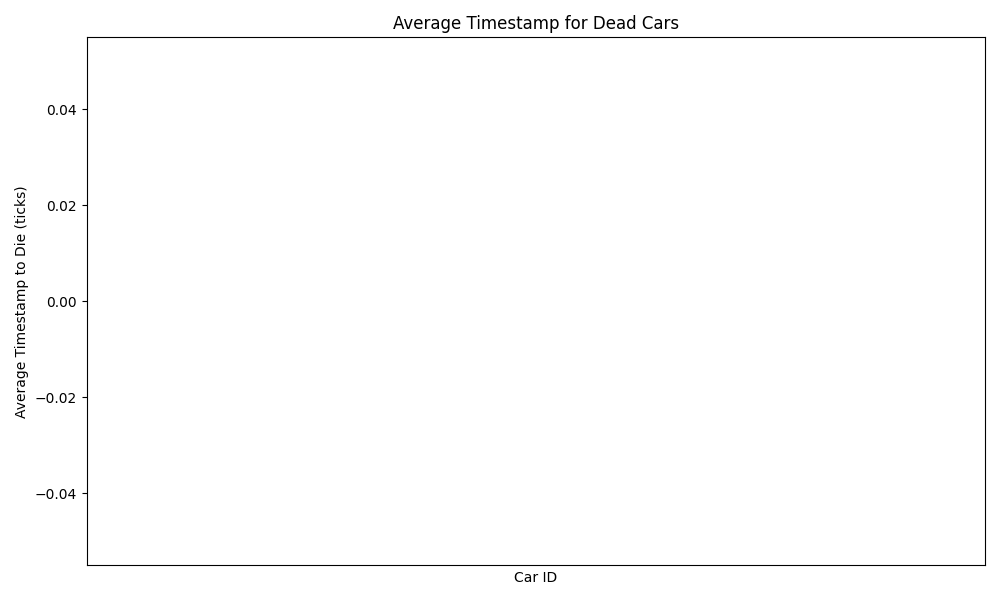 Average Timestamp for Dead Cars
Average Timestamp to Die (ticks)
0.04
0.02
0.00
−0.02
−0.04
Car ID